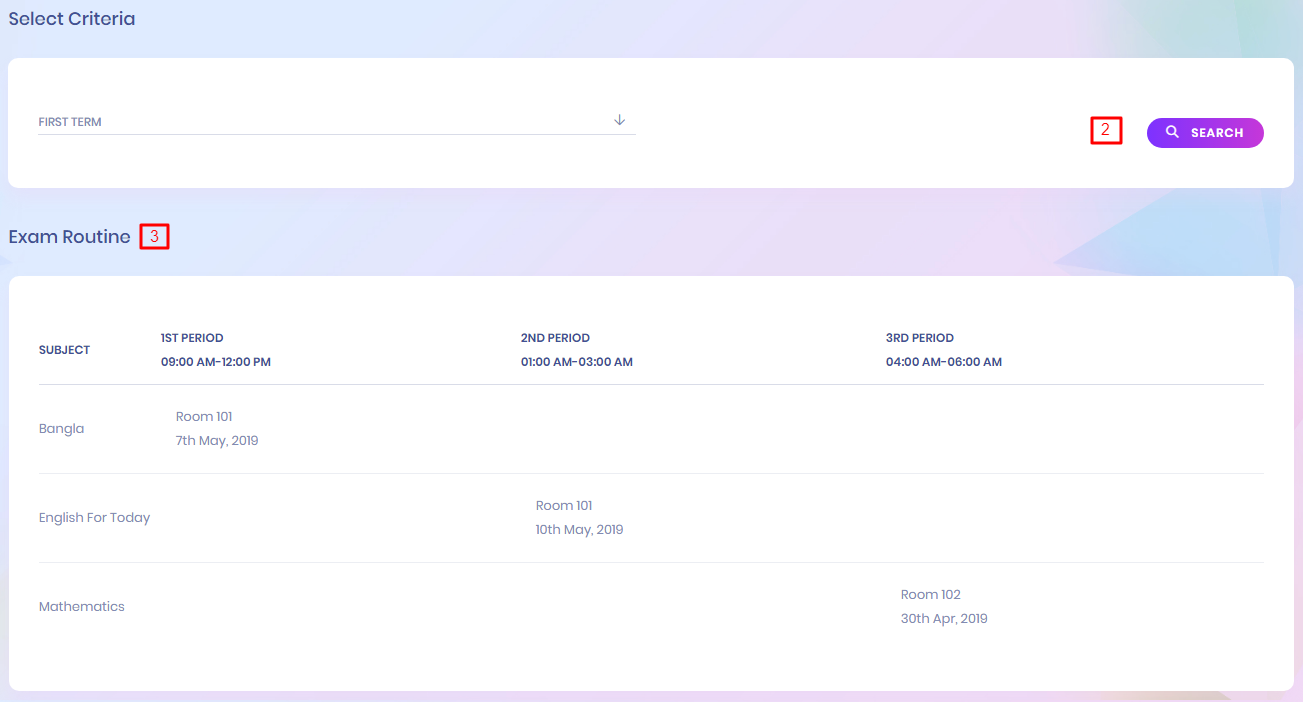 Select Criteria
FIRST TERM
2
SEARCH
Exam Routine 3
SUBJECT
1ST PERIOD
09:00 AM-12:00 PM
2ND PERIOD
01:00 AM-03:00 AM
3RD PERIOD
04:00 AM-06:00 AM
Bangla
Room 101
7th May, 2019
English For Today
Room 101
10th May, 2019
Mathematics
Room 102
30th Apr, 2019